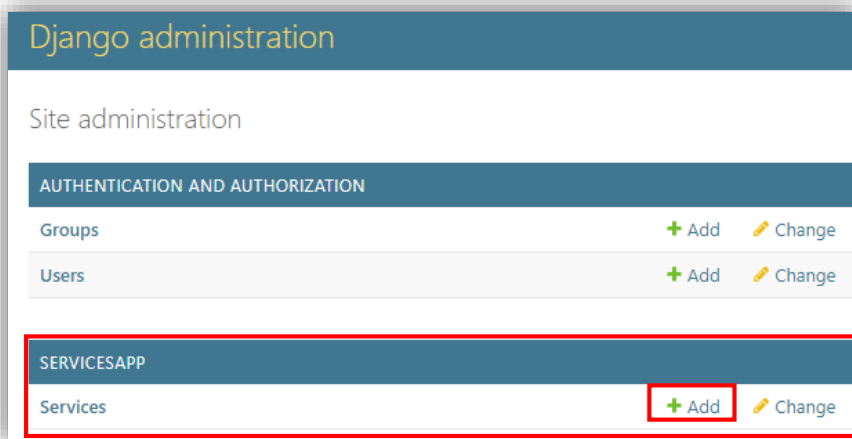 Django administration
Site administration
AUTHENTICATION AND AUTHORIZATION
Groups Add Change
Users Add Change
SERVICESAPP
Services Add Change